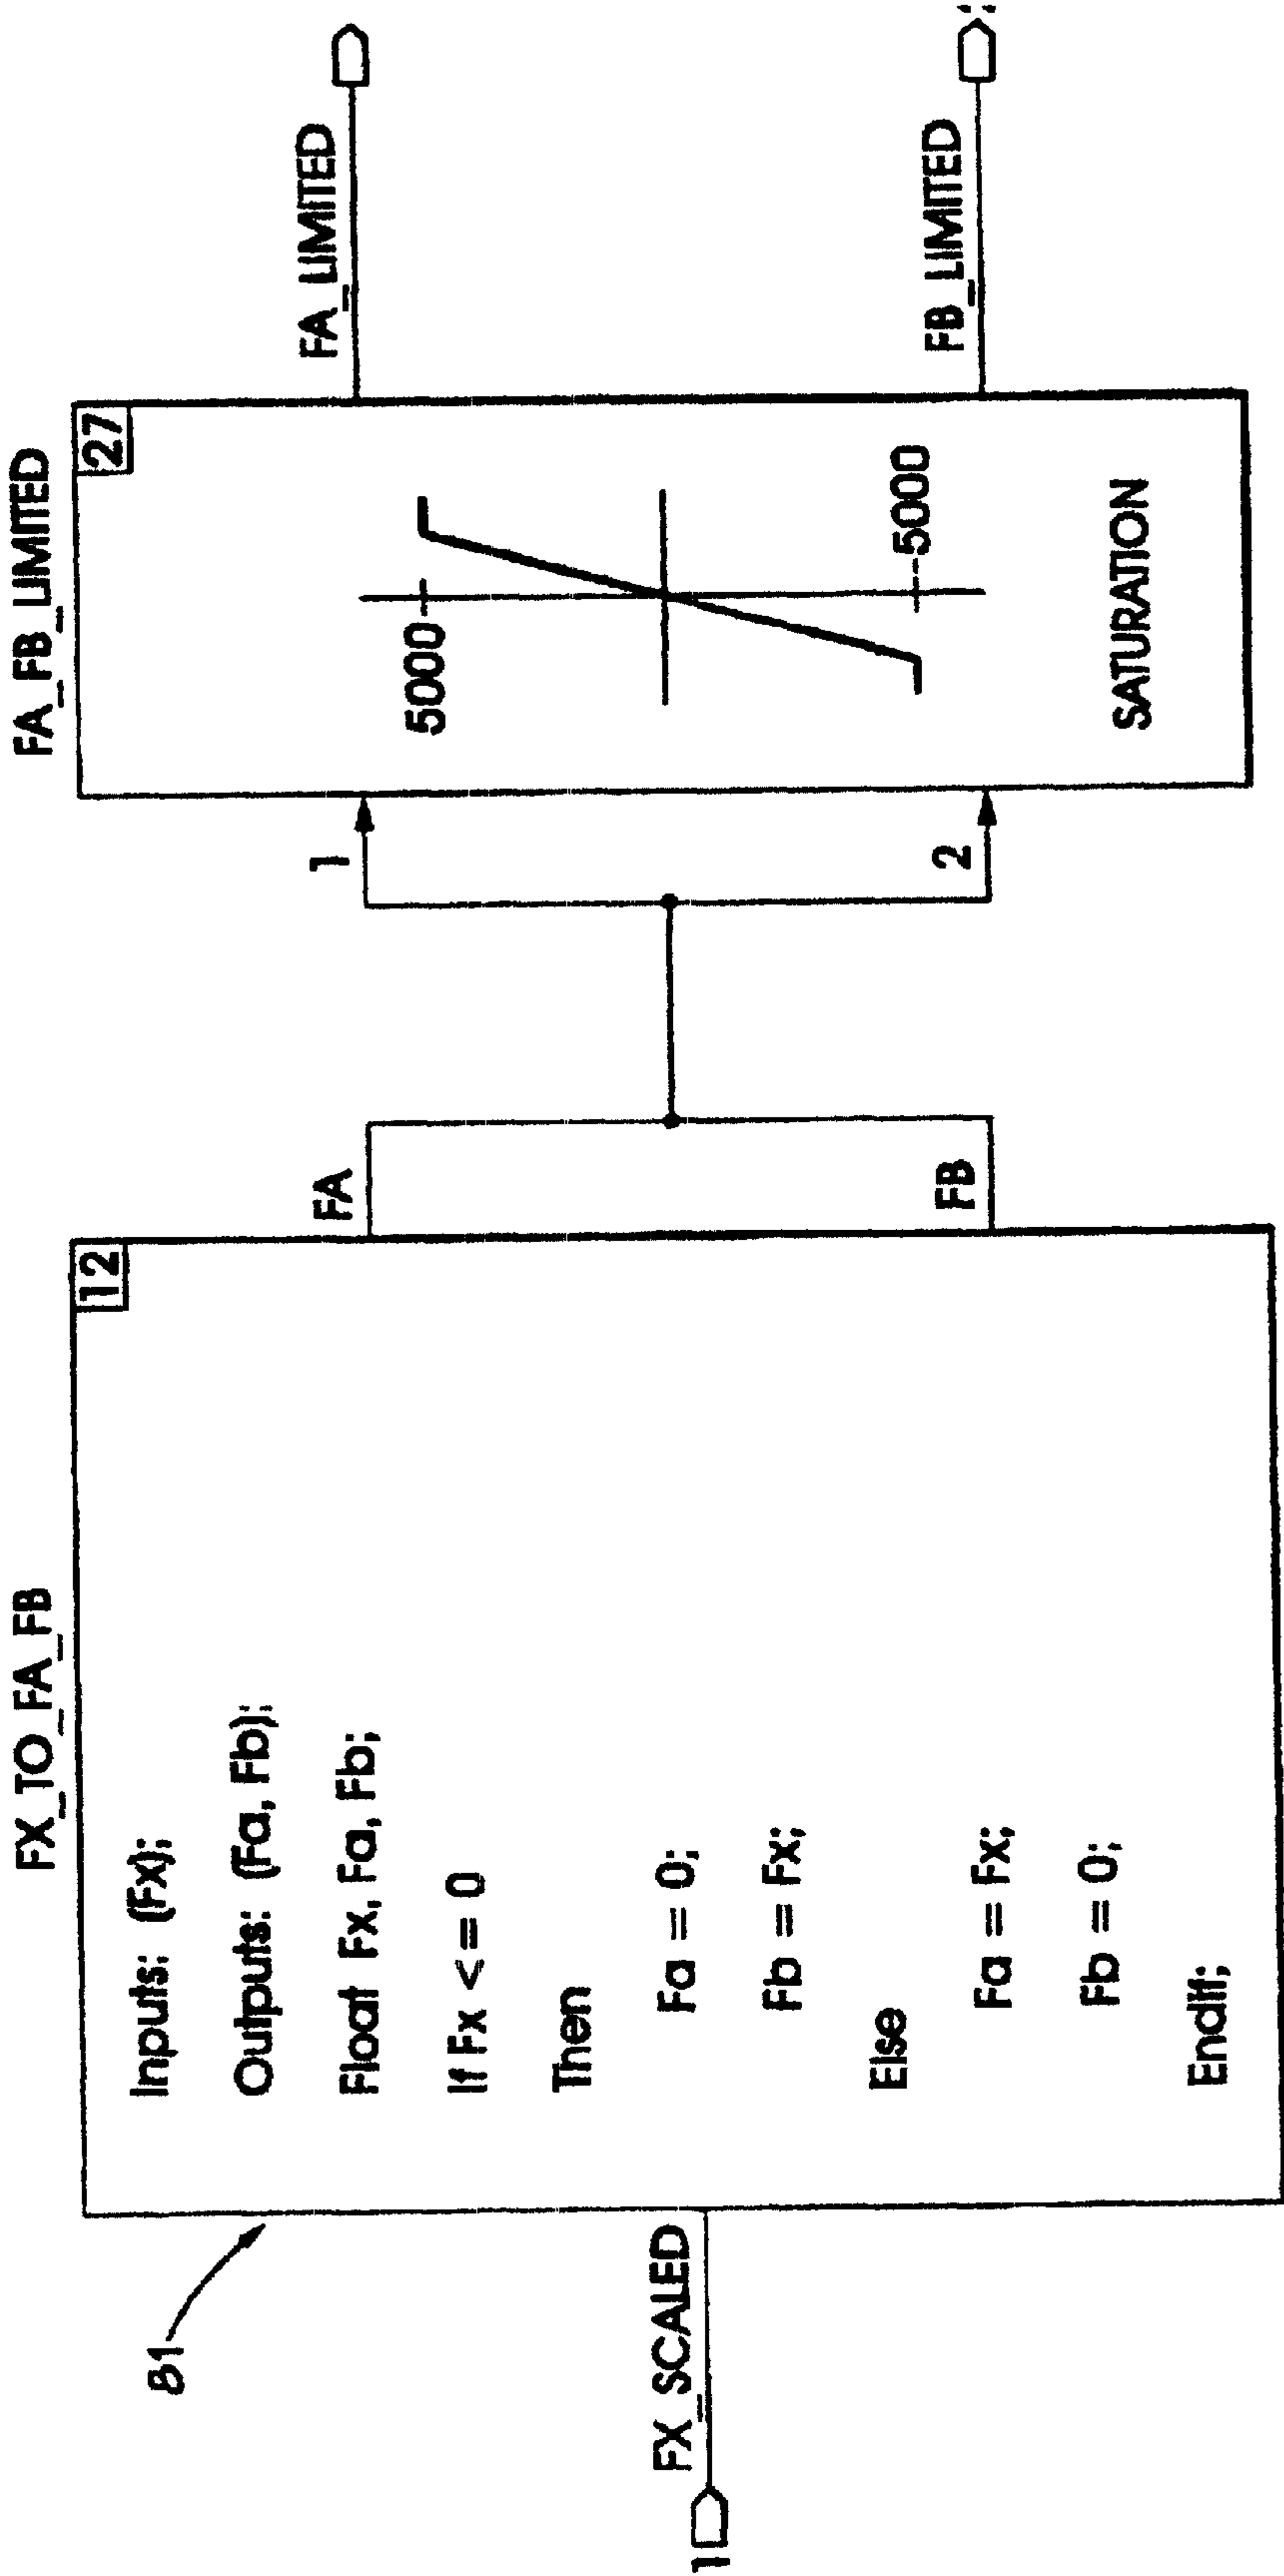 FX_TO_FA_FB
12
Inputs: (Fx);
Outputs: (Fa, Fb);
Float Fx, Fa, Fb;
If Fx <= 0
Then
Fa = 0;
Fb = Fx;
Else
Fa = Fx;
Fb = 0;
Endif;
81
1
FX_SCALED
FA
FB
1
2
FA_FB_LIMITED
27
5000
-5000
SATURATION
FA_LIMITED
FB_LIMITED